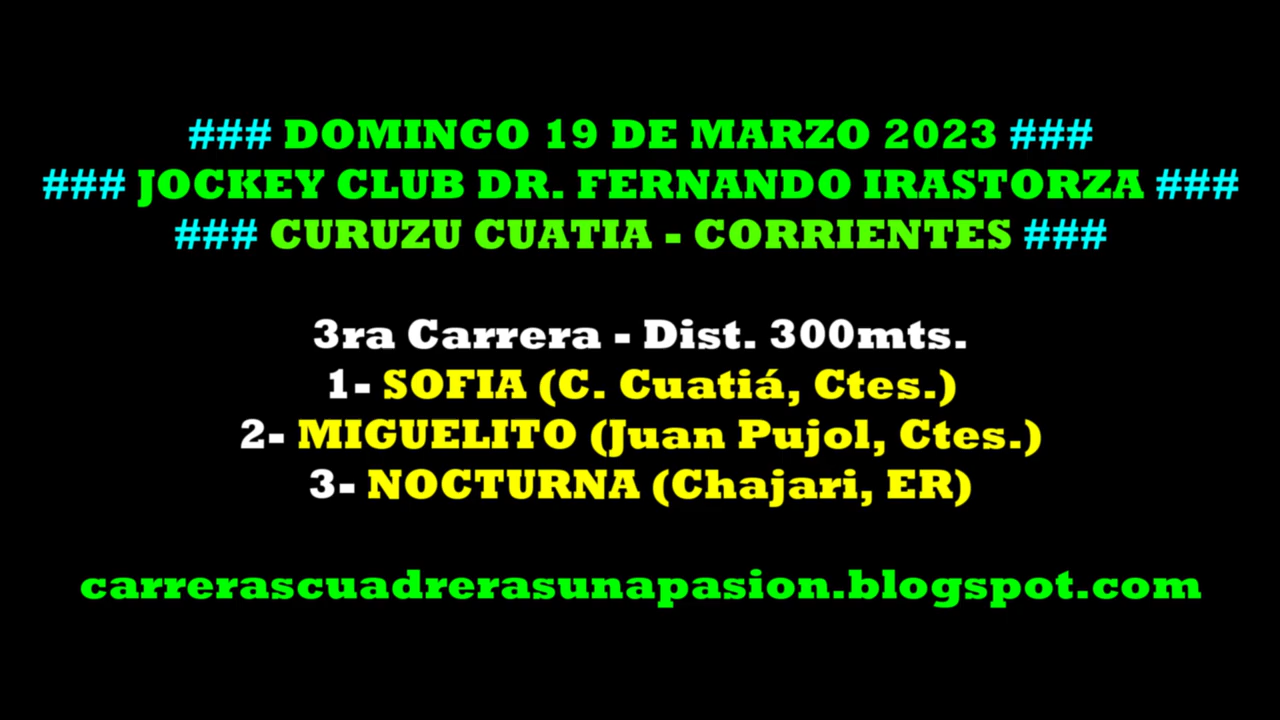 ### DOMINGO 19 DE MARZO 2023 ###
### JOCKEY CLUB DR. FERNANDO IRASTORZA ###
### CURUZU CUATIA - CORRIENTES ###
3ra Carrera - Dist. 300mts.
1- SOFIA (C. Cuatiá, Ctes.)
2- MIGUELITO (Juan Pujol, Ctes.)
3- NOCTURNA (Chajari, ER)
carrerascuadrerasunapasion.blogspot.com